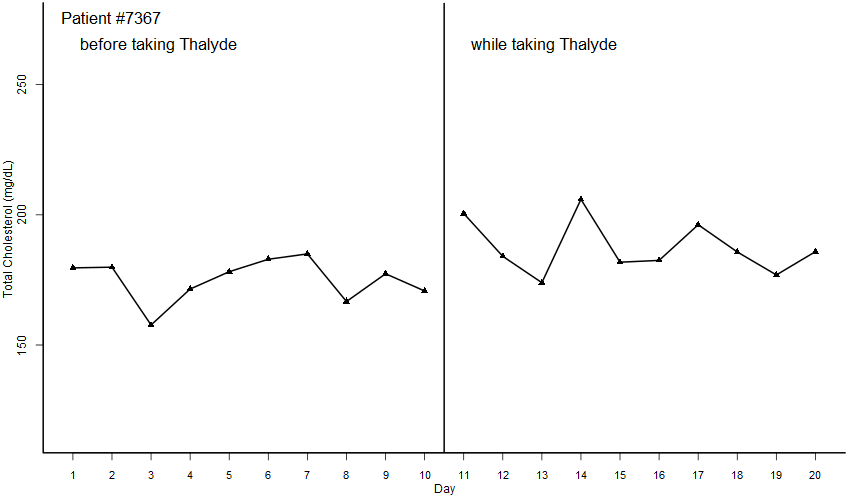 Patient #7367
before taking Thalyde
while taking Thalyde
Total Cholesterol (mg/dL)
250
200
150
1 2 3 4 5 6 7 8 9 10 11 12 13 14 15 16 17 18 19 20
Day